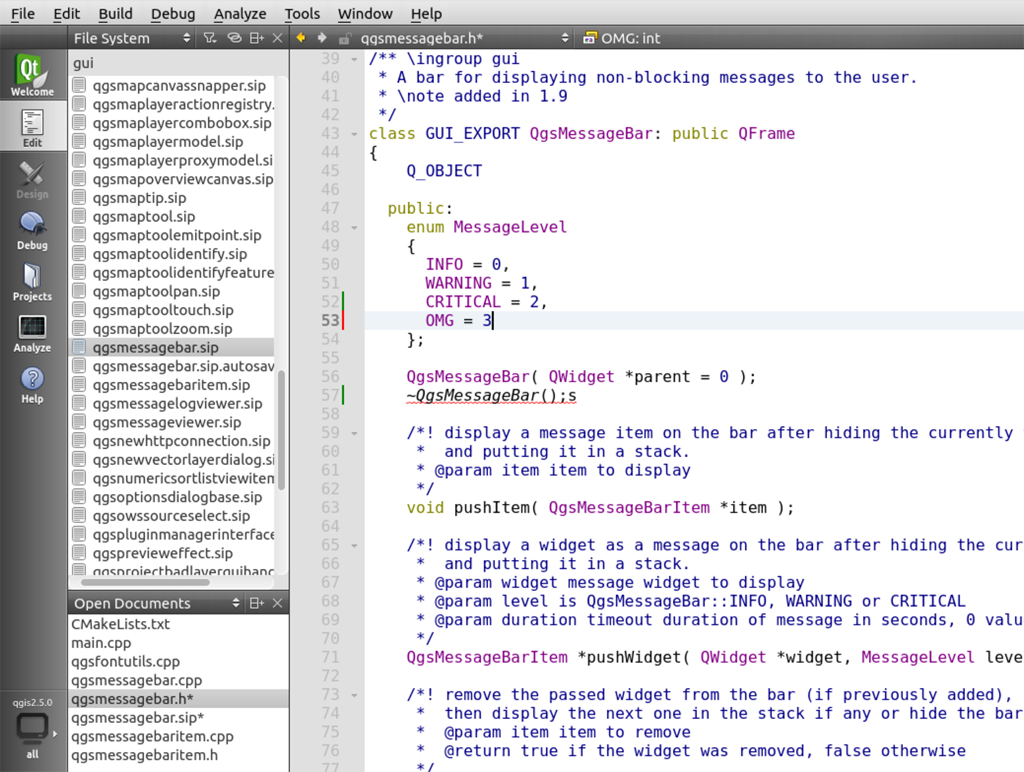 File Edit Build Debug Analyze Tools Window Help
File System
qgsmessagebar.h*
OMG: int
Qt
Welcome
Edit
Design
Debug
Projects
Analyze
Help
qgis2.5.0
all
gui
qgsmapcanvassnapper.sip
qgsmaplayeractionregistry.
qgsmaplayercombobox.sip
qgsmaplayermodel.sip
qgsmaplayerproxymodel.si
qgsmapoverviewcanvas.sip
qgsmaptip.sip
qgsmaptool.sip
qgsmaptoolemitpoint.sip
qgsmaptoolidentify.sip
qgsmaptoolidentifyfeature
qgsmaptoolpan.sip
qgsmaptooltouch.sip
qgsmaptoolzoom.sip
qgsmessagebar.sip
qgsmessagebar.sip.autosav
qgsmessagebaritem.sip
qgsmessagelogviewer.sip
qgsmessageviewer.sip
qgsnewhttpconnection.sip
qgsnewvectorlayerdialog.si
qgsnumericsortlistviewitem
qgsoptionsdialogbase.sip
qgsowssourceselect.sip
qgspluginmanagerinterface
qgspreviewffect.sip
qgsprojectbadlayerguihand
Open Documents
CMakeLists.txt
main.cpp
qgsfontutils.cpp
qgsmessagebar.cpp
qgsmessagebar.h*
qgsmessagebar.sip*
qgsmessagebaritem.cpp
qgsmessagebaritem.h
39 /** \ingroup gui
40  * A bar for displaying non-blocking messages to the user.
41  * \note added in 1.9
42  */
43 class GUI_EXPORT QgsMessageBar: public QFrame
44 {
45     Q_OBJECT
46
47   public:
48     enum MessageLevel
49     {
50       INFO = 0,
51       WARNING = 1,
52       CRITICAL = 2,
53       OMG = 3
54     };
55
56     QgsMessageBar( QWidget *parent = 0 );
57     ~QgsMessageBar();s
58
59     /*! display a message item on the bar after hiding the currently
60      *  and putting it in a stack.
61      * @param item item to display
62      */
63     void pushItem( QgsMessageBarItem *item );
64
65     /*! display a widget as a message on the bar after hiding the cur
66      *  and putting it in a stack.
67      * @param widget message widget to display
68      * @param level is QgsMessageBar::INFO, WARNING or CRITICAL
69      * @param duration timeout duration of message in seconds, 0 valu
70      */
71     QgsMessageBarItem *pushWidget( QWidget *widget, MessageLevel leve
72
73     /*! remove the passed widget from the bar (if previously added),
74      *  then display the next one in the stack if any or hide the bar
75      *  @param item item to remove
76      *  @return true if the widget was removed, false otherwise
77      */